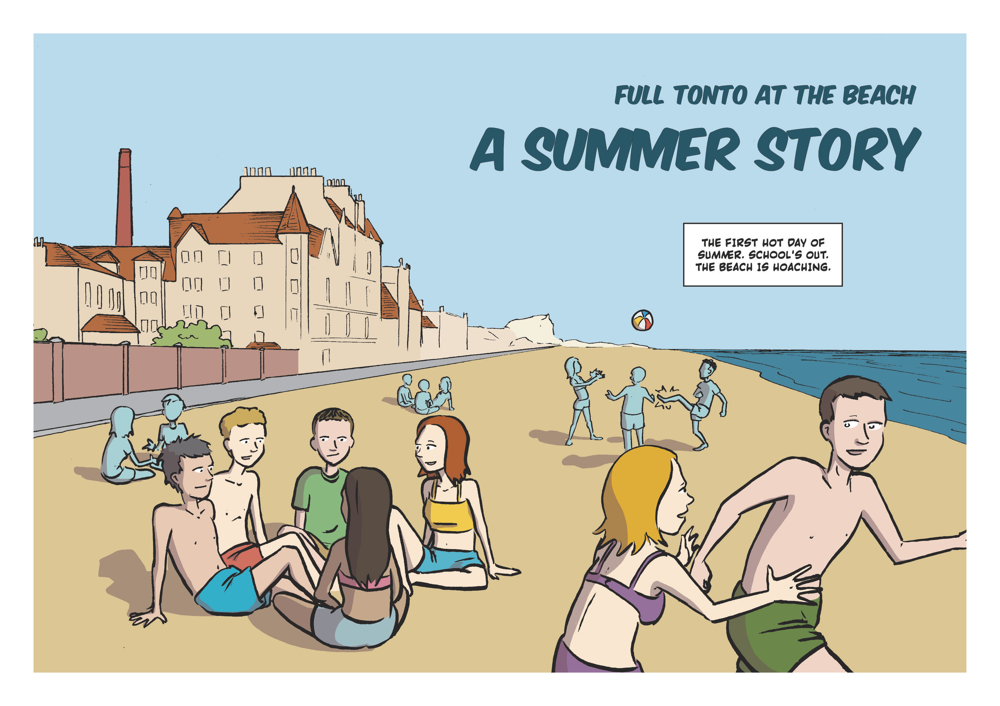 FULL TONTO AT THE BEACH
A SUMMER STORY
THE FIRST HOT DAY OF
SUMMER. SCHOOL'S OUT.
THE BEACH IS HOACHING.